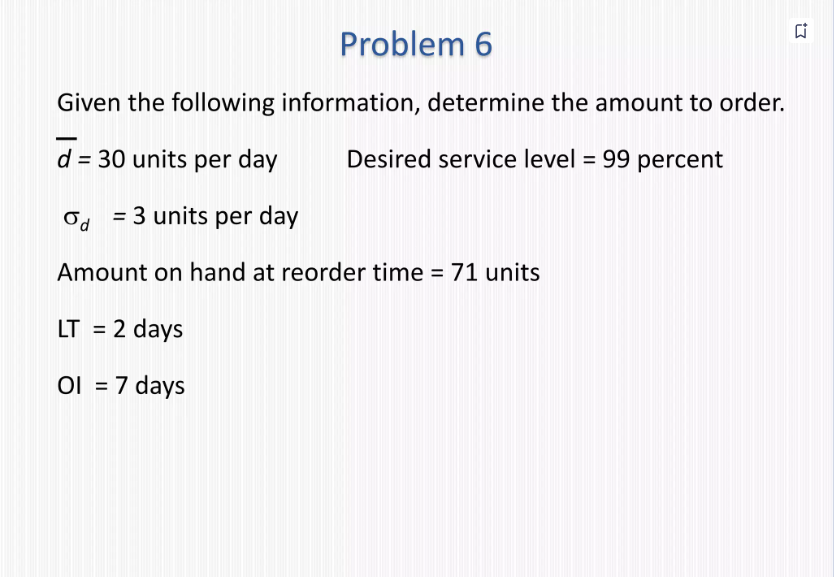 Problem 6
Given the following information, determine the amount to order.
d̅ = 30 units per day Desired service level = 99 percent
σd = 3 units per day
Amount on hand at reorder time = 71 units
LT = 2 days
OI = 7 days